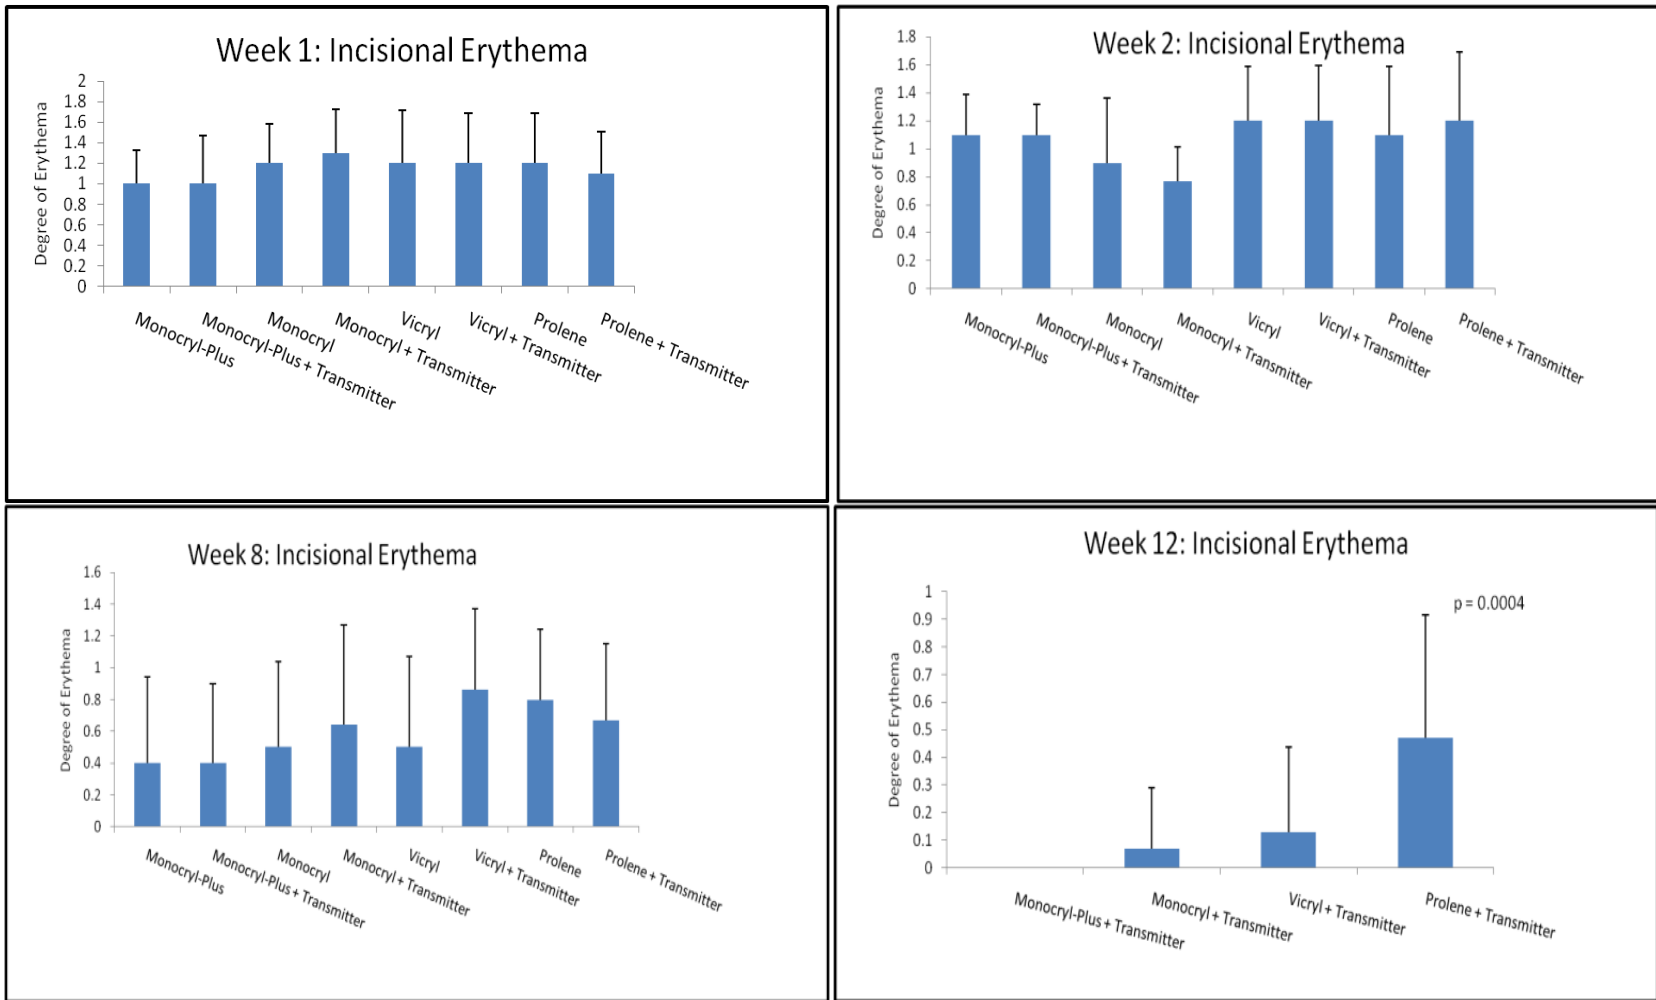 Week 1: Incisional Erythema
Degree of Erythema
2
1.8
1.6
1.4
1.2
1
0.8
0.6
0.4
0.2
0
Monocryl-Plus
Monocryl-Plus + Transmitter
Monocryl
Monocryl + Transmitter
Vicryl
Vicryl + Transmitter
Prolene
Prolene + Transmitter
Week 2: Incisional Erythema
Degree of Erythema
1.8
1.6
1.4
1.2
1
0.8
0.6
0.4
0.2
0
Monocryl-Plus
Monocryl-Plus + Transmitter
Monocryl
Monocryl + Transmitter
Vicryl
Vicryl + Transmitter
Prolene
Prolene + Transmitter
Week 8: Incisional Erythema
Degree of Erythema
1.6
1.4
1.2
1
0.8
0.6
0.4
0.2
0
Monocryl-Plus
Monocryl-Plus + Transmitter
Monocryl
Monocryl + Transmitter
Vicryl
Vicryl + Transmitter
Prolene
Prolene + Transmitter
Week 12: Incisional Erythema
Degree of Erythema
1
0.9
0.8
0.7
0.6
0.5
0.4
0.3
0.2
0.1
0
p = 0.0004
Monocryl-Plus + Transmitter
Monocryl + Transmitter
Vicryl + Transmitter
Prolene + Transmitter